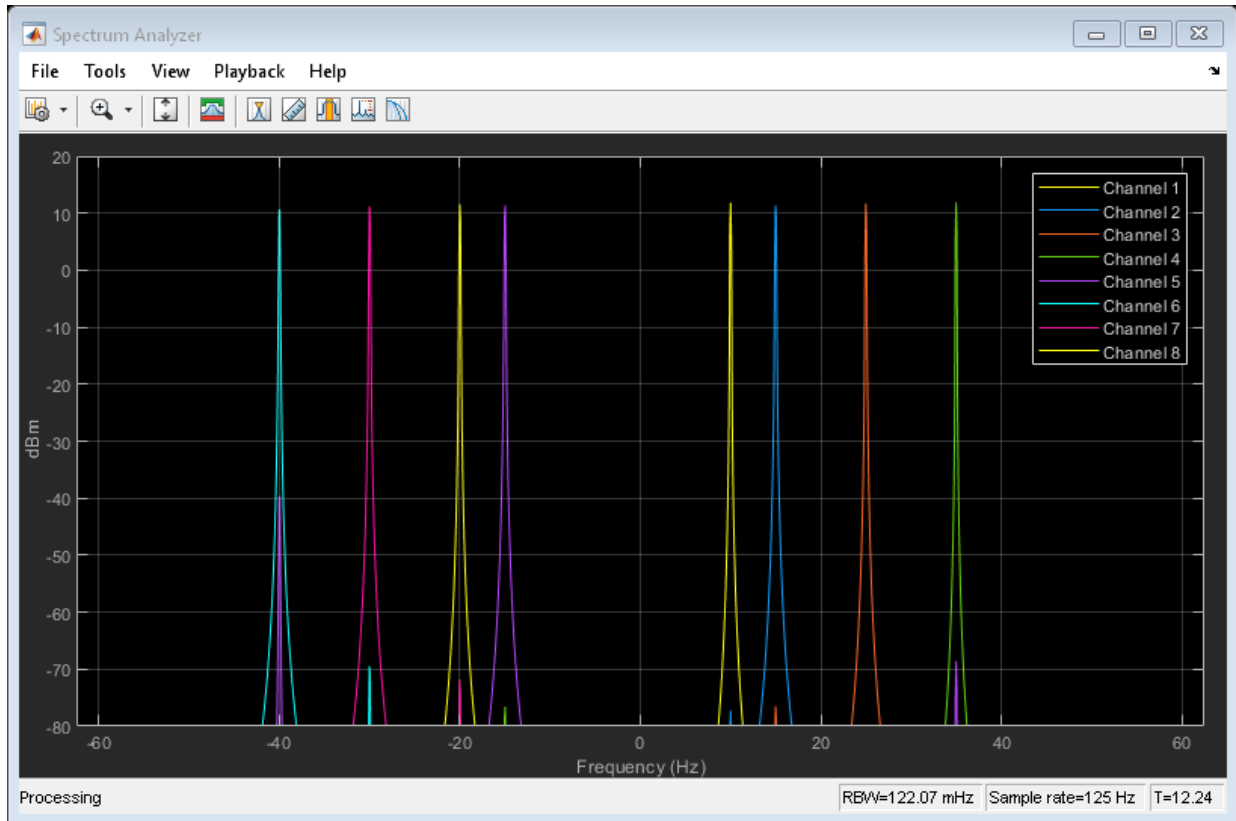 Spectrum Analyzer
File Tools View Playback Help
20
10
0
-10
-20
-30
-40
-50
-60
-70
-80
dBm
Channel 1
Channel 2
Channel 3
Channel 4
Channel 5
Channel 6
Channel 7
Channel 8
-60 -40 -20 0 20 40 60
Frequency (Hz)
Processing RBW=122.07 mHz Sample rate=125 Hz T=12.24